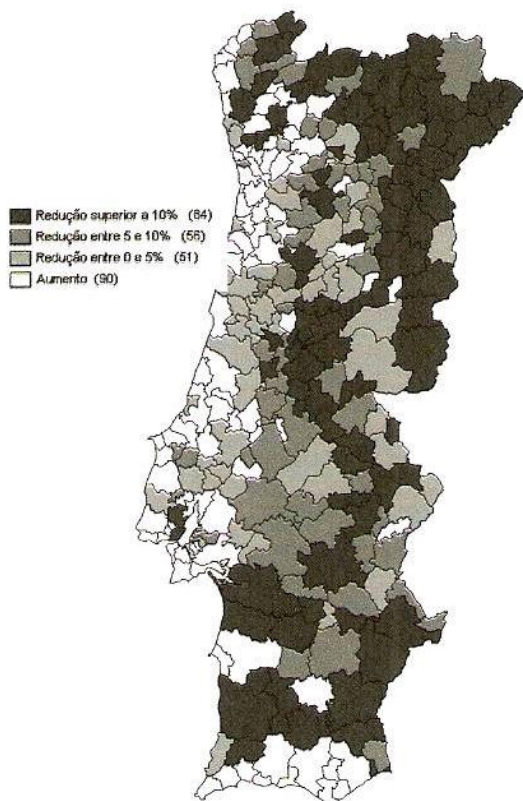 Redução superior a 10% (84)
Redução entre 5 e 10% (56)
Redução entre 0 e 5% (51)
Aumento (90)